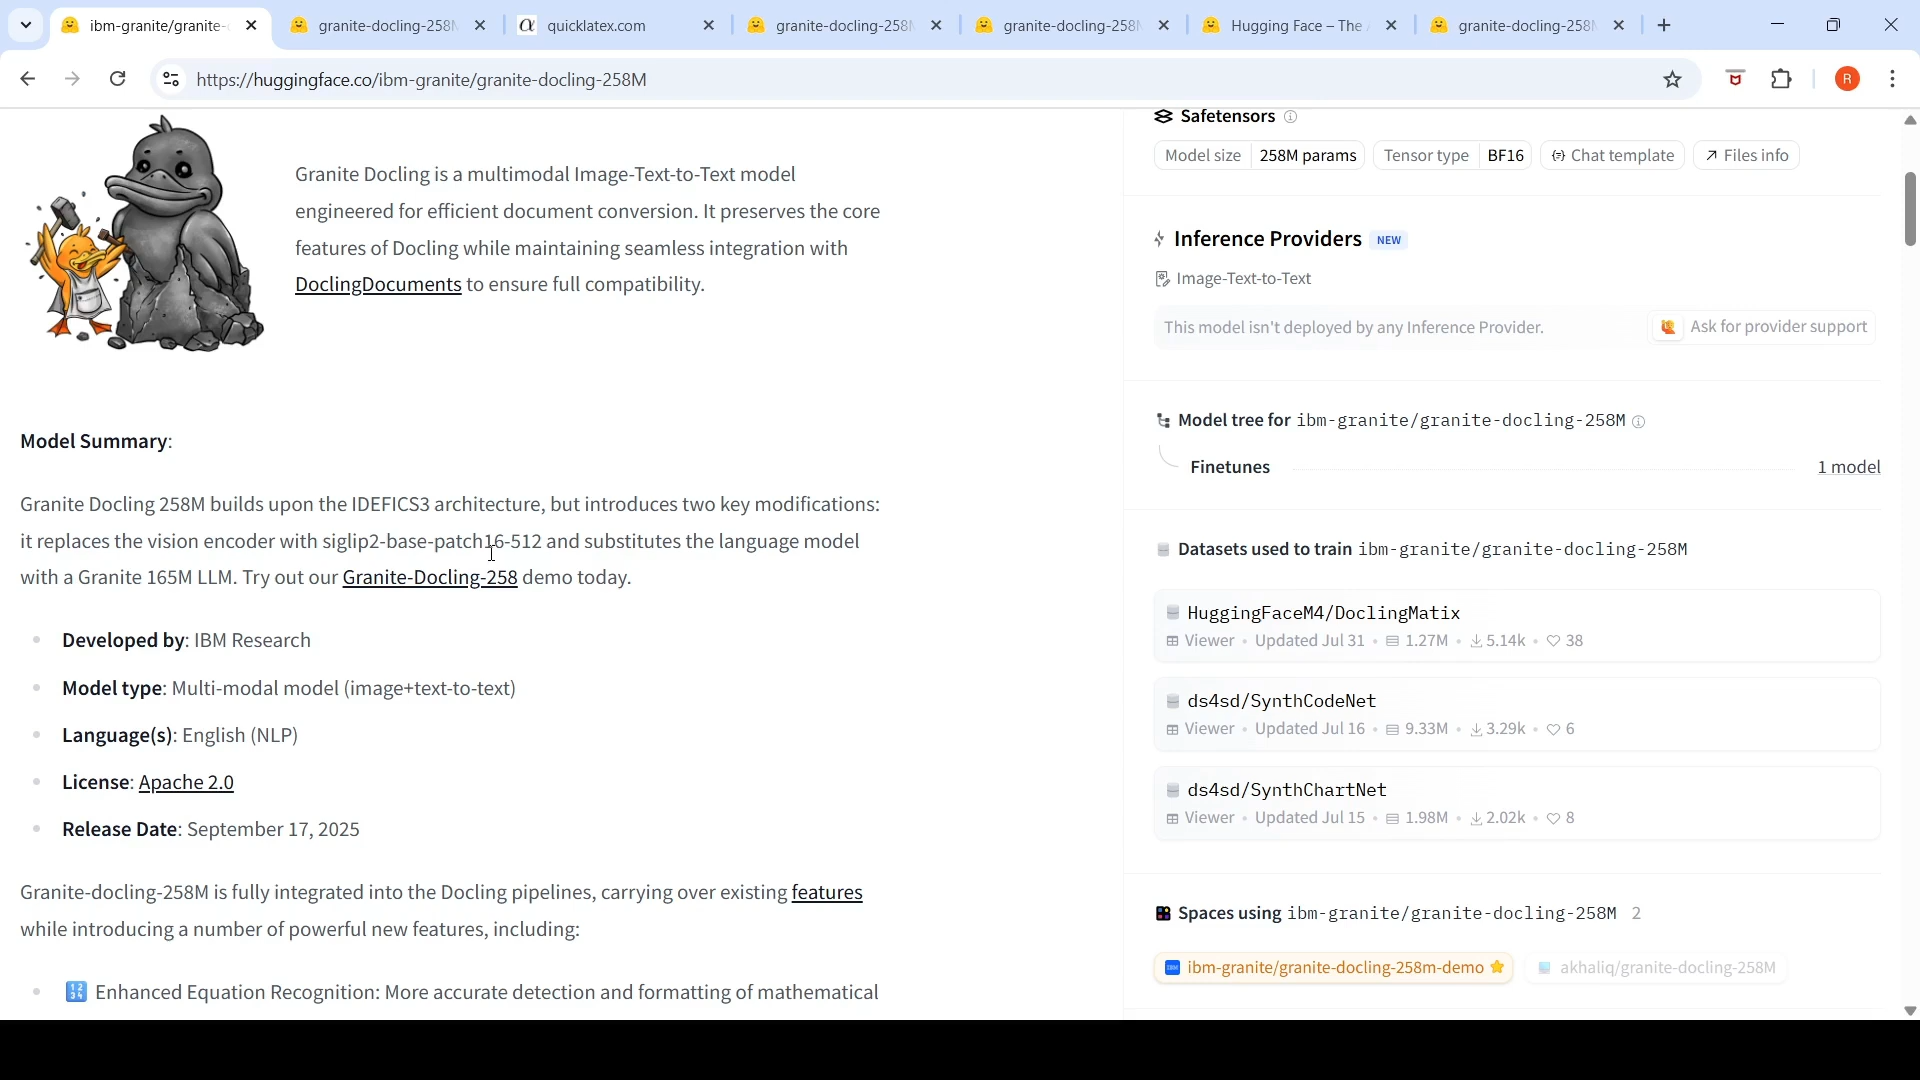 ibm-granite/granite-
granite-docling-258M
quicklatex.com
granite-docling-258M
granite-docling-258M
Hugging Face – The A
granite-docling-258M
https://huggingface.co/ibm-granite/granite-docling-258M
R
Granite Docling is a multimodal Image-Text-to-Text model
engineered for efficient document conversion. It preserves the core
features of Docling while maintaining seamless integration with
DoclingDocuments to ensure full compatibility.
Model Summary:
Granite Docling 258M builds upon the IDEFICS3 architecture, but introduces two key modifications:
it replaces the vision encoder with siglip2-base-patch16-512 and substitutes the language model
with a Granite 165M LLM. Try out our Granite-Docling-258 demo today.
Developed by: IBM Research
Model type: Multi-modal model (image+text-to-text)
Language(s): English (NLP)
License: Apache 2.0
Release Date: September 17, 2025
Granite-docling-258M is fully integrated into the Docling pipelines, carrying over existing features
while introducing a number of powerful new features, including:
🔢 Enhanced Equation Recognition: More accurate detection and formatting of mathematical
Safetensors
Model size 258M params Tensor type BF16 Chat template Files info
Inference Providers NEW
Image-Text-to-Text
This model isn't deployed by any Inference Provider. Ask for provider support
Model tree for ibm-granite/granite-docling-258M
Finetunes 1 model
Datasets used to train ibm-granite/granite-docling-258M
HuggingFaceM4/DoclingMatix
Viewer • Updated Jul 31 • 1.27M • 5.14k • 38
ds4sd/SynthCodeNet
Viewer • Updated Jul 16 • 9.33M • 3.29k • 6
ds4sd/SynthChartNet
Viewer • Updated Jul 15 • 1.98M • 2.02k • 8
Spaces using ibm-granite/granite-docling-258M 2
ibm-granite/granite-docling-258m-demo akhaliq/granite-docling-258M